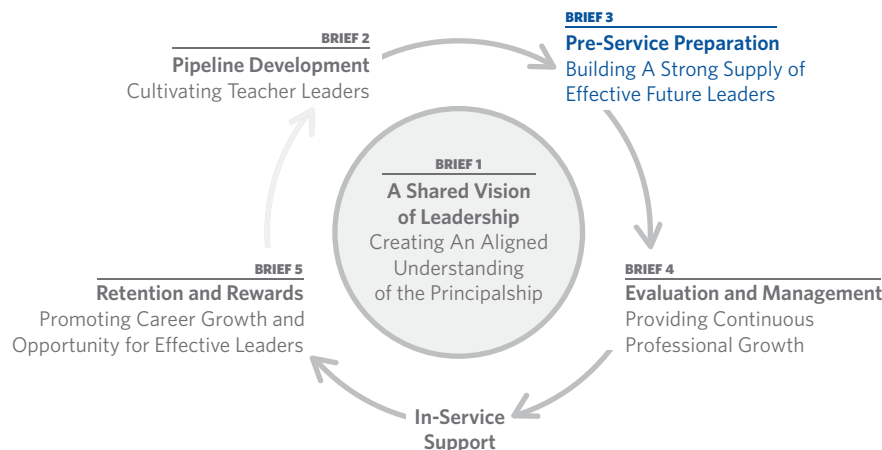 BRIEF 2
Pipeline Development
Cultivating Teacher Leaders
BRIEF 3
Pre-Service Preparation
Building A Strong Supply of
Effective Future Leaders
BRIEF 1
A Shared Vision
of Leadership
Creating An Aligned
Understanding
of the Principalship
BRIEF 5
Retention and Rewards
Promoting Career Growth and
Opportunity for Effective Leaders
BRIEF 4
Evaluation and Management
Providing Continuous
Professional Growth
In-Service
Support